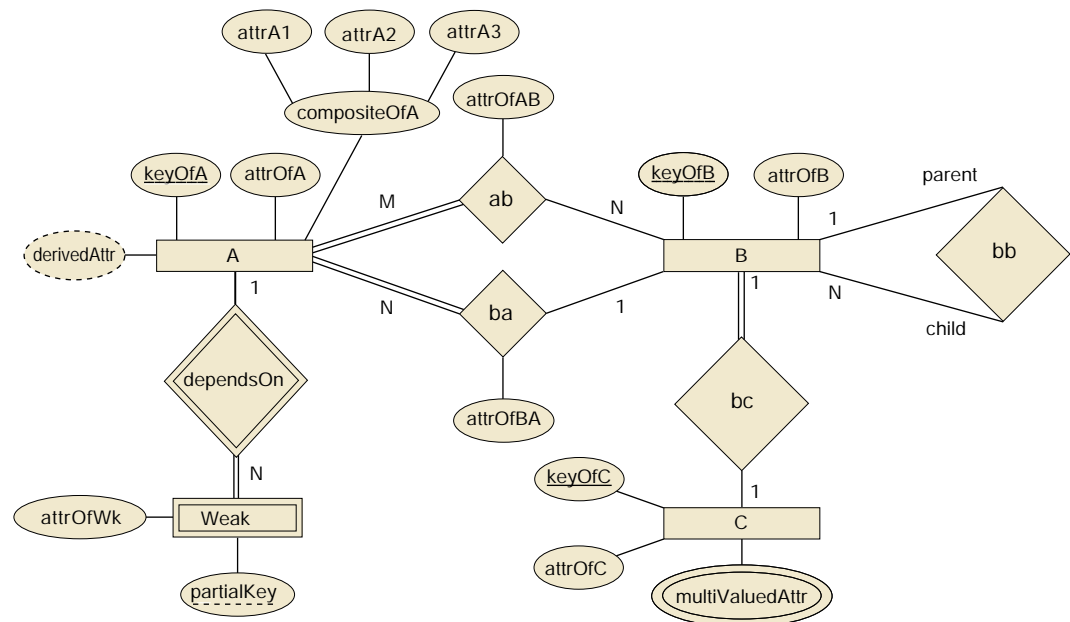 attrA1
attrA2
attrA3
compositeOfA
attrOfAB
keyOfA
attrOfA
keyOfB
attrOfB
parent
M
ab
N
1
derivedAttr
A
B
bb
1
N
ba
1
1
N
child
dependsOn
bc
attrOfBA
N
keyOfC
1
attrOfWk
Weak
C
attrOfC
partialKey
multiValuedAttr